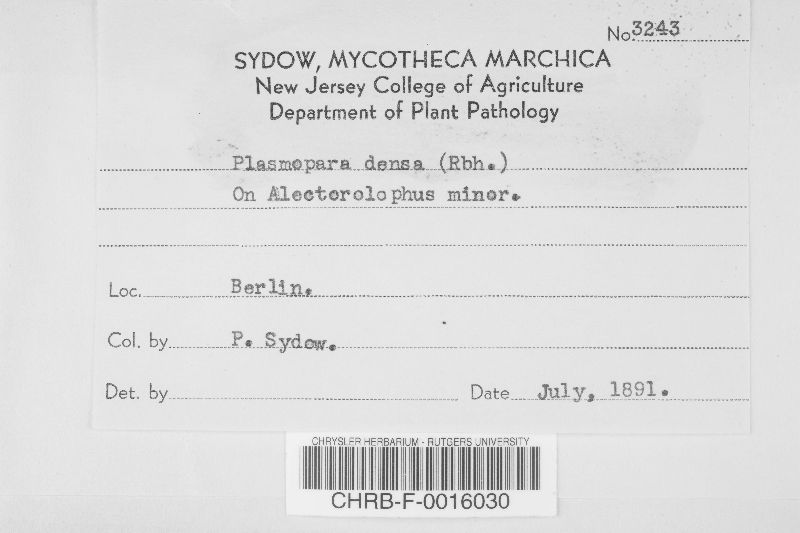 No. 3243
SYDOW, MYCOTHECA MARCHICA
New Jersey College of Agriculture
Department of Plant Pathology
Plasmopara densa (Rbh.)
On Alectorolophus minor.
Loc. Berlin.
Col. by P. Sydow.
Det. by Date July, 1891.
CHRYSLER HERBARIUM - RUTGERS UNIVERSITY
CHRB-F-0016030